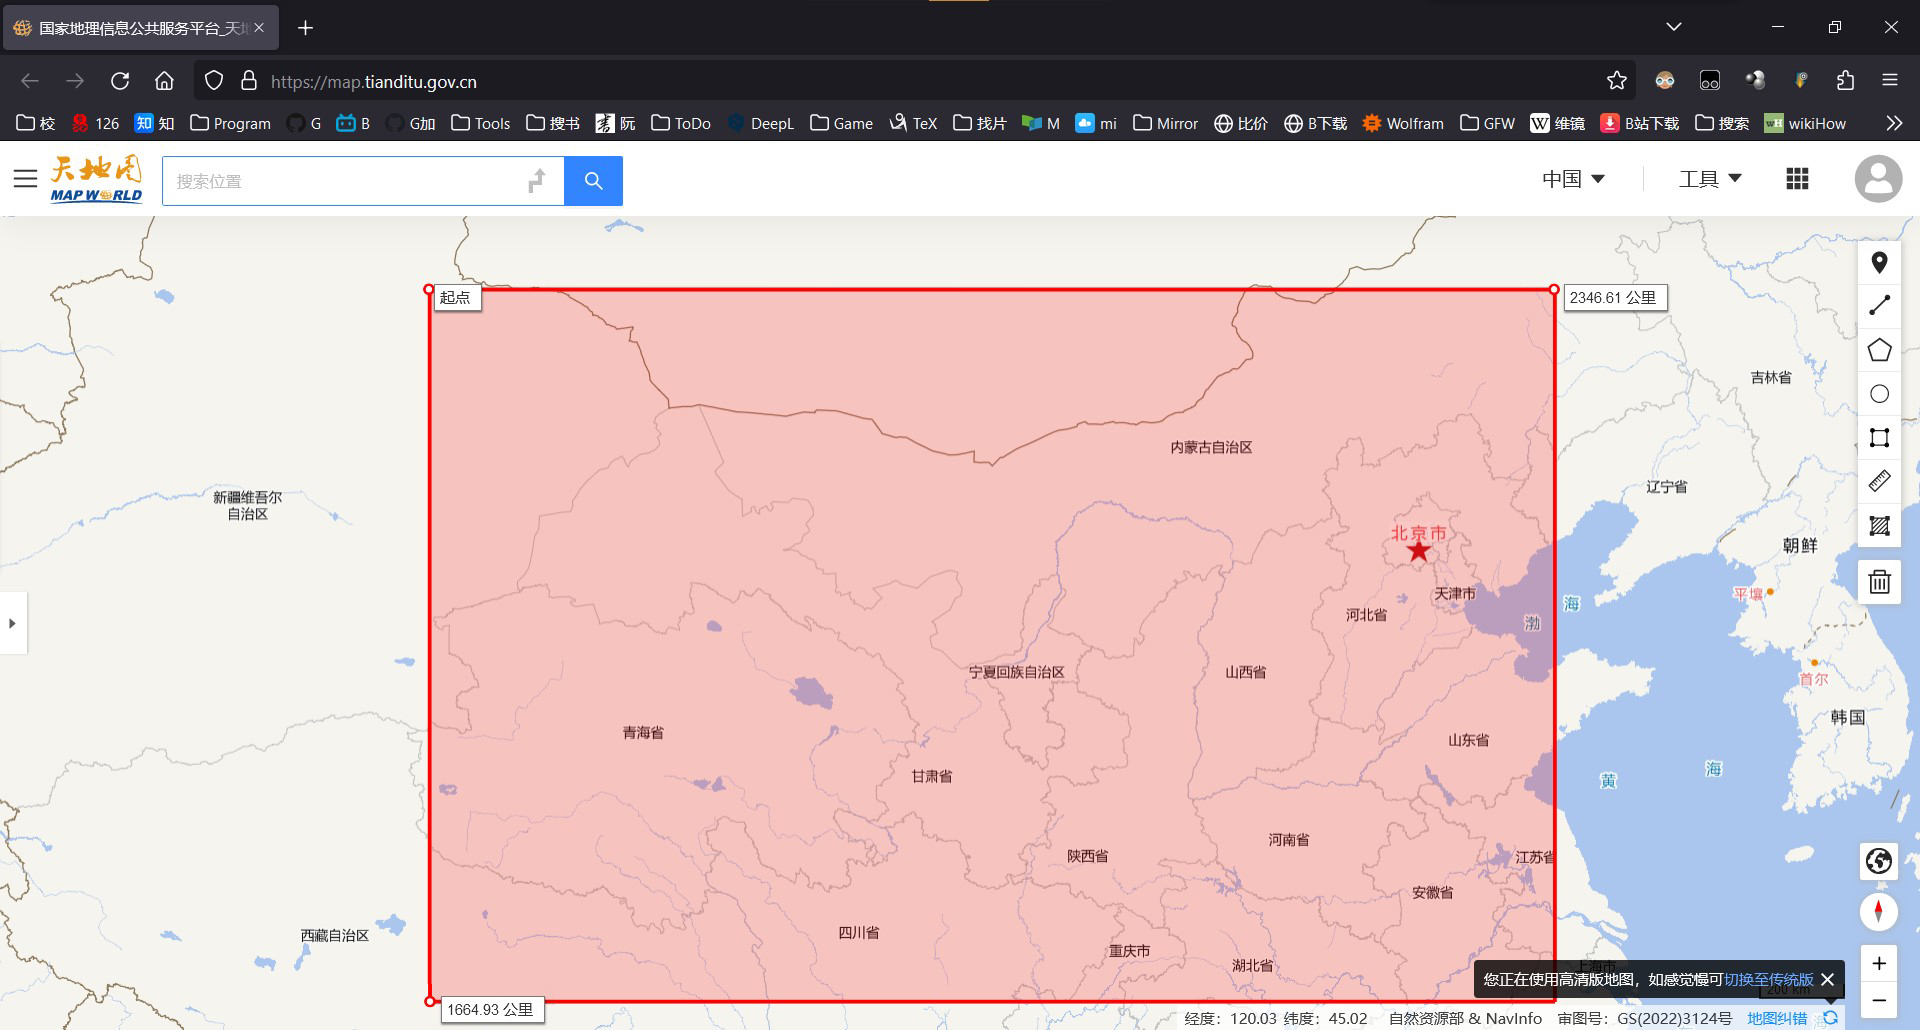 国家地理信息公共服务平台_天地
https://map.tianditu.gov.cn
校 126 知 知 Program G B G加 Tools 搜书 書 阮 ToDo DeepL Game TeX 找片 M mi Mirror 比价 B下载 Wolfram GFW W 维镜 B站下载 搜索 wH wikiHow
天地图
MAP WORLD
搜索位置
中国
工具
起点
2346.61 公里
吉林省
内蒙古自治区
辽宁省
新疆维吾尔
自治区
北京市
朝鲜
天津市
平壤
海
河北省
渤
宁夏回族自治区
山西省
首尔
韩国
青海省
山东省
甘肃省
黄
海
河南省
陕西省
江苏省
安徽省
四川省
西藏自治区
重庆市
湖北省
上海市
您正在使用高清版地图，如感觉慢可切换至传统版
200 km
1664.93 公里
经度：120.03 纬度：45.02 自然资源部 & NavInfo 审图号：GS(2022)3124号 地图纠错
海